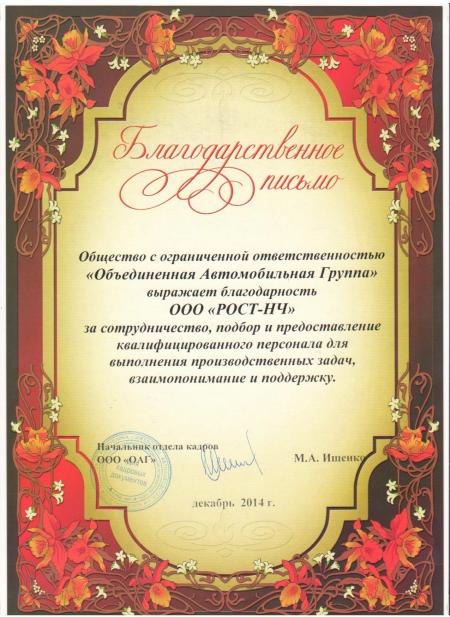 Благодарственное
письмо
Общество с ограниченной ответственностью
«Объединенная Автомобильная Группа»
выражает благодарность
ООО «РОСТ-НЧ»
за сотрудничество, подбор и предоставление
квалифицированного персонала для
выполнения производственных задач,
взаимопонимание и поддержку.
Начальник отдела кадров
ООО «ОАГ»
М.А. Ищенко
для
кадровых
документов
декабрь 2014 г.